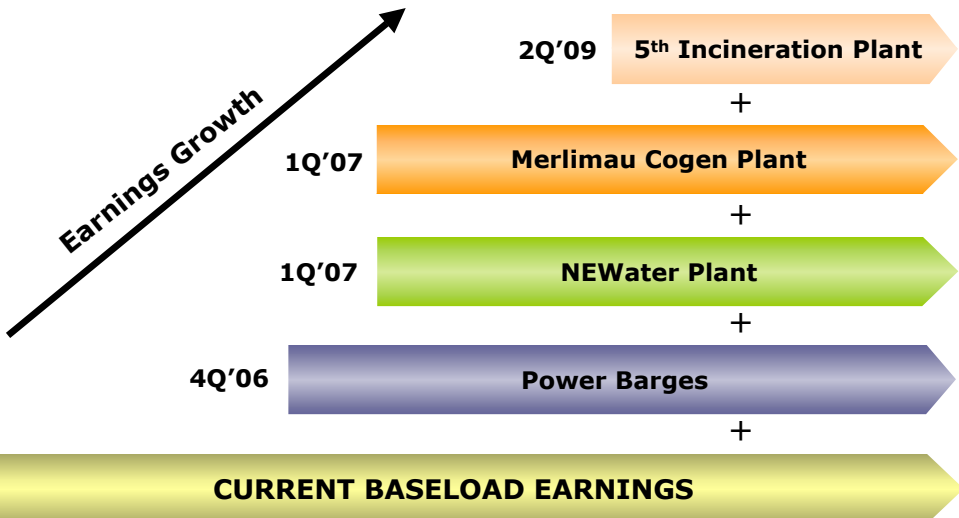 2Q’09 5th Incineration Plant
+
Earnings Growth
1Q’07 Merlimau Cogen Plant
+
1Q’07 NEWater Plant
+
4Q’06 Power Barges
+
CURRENT BASELOAD EARNINGS